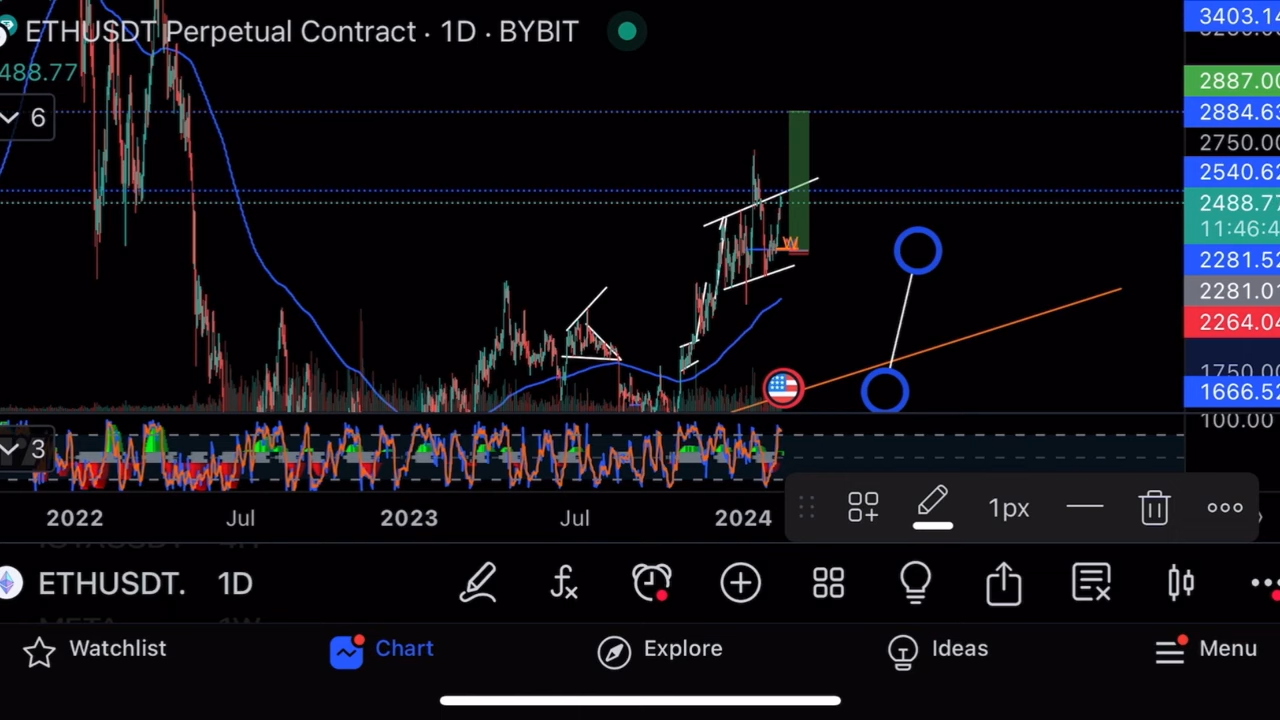 ETHUSDT Perpetual Contract · 1D · BYBIT
488.77
6
3403.14
2887.00
2884.63
2750.00
2540.62
2488.77
11:46:4
2281.52
2281.01
2264.04
1750.00
1666.52
W
3
100.00
2022 Jul 2023 Jul 2024
1px
ETHUSDT. 1D
Watchlist Chart Explore Ideas Menu